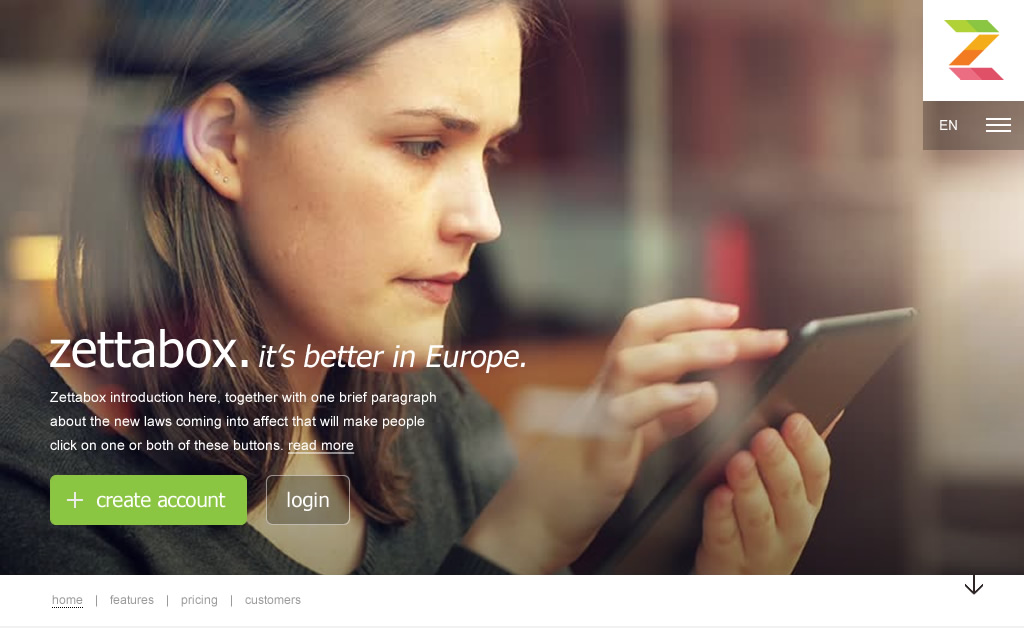 EN
zettabox. it's better in Europe.
Zettabox introduction here, together with one brief paragraph
about the new laws coming into affect that will make people
click on one or both of these buttons. read more
+ create account
login
home | features | pricing | customers